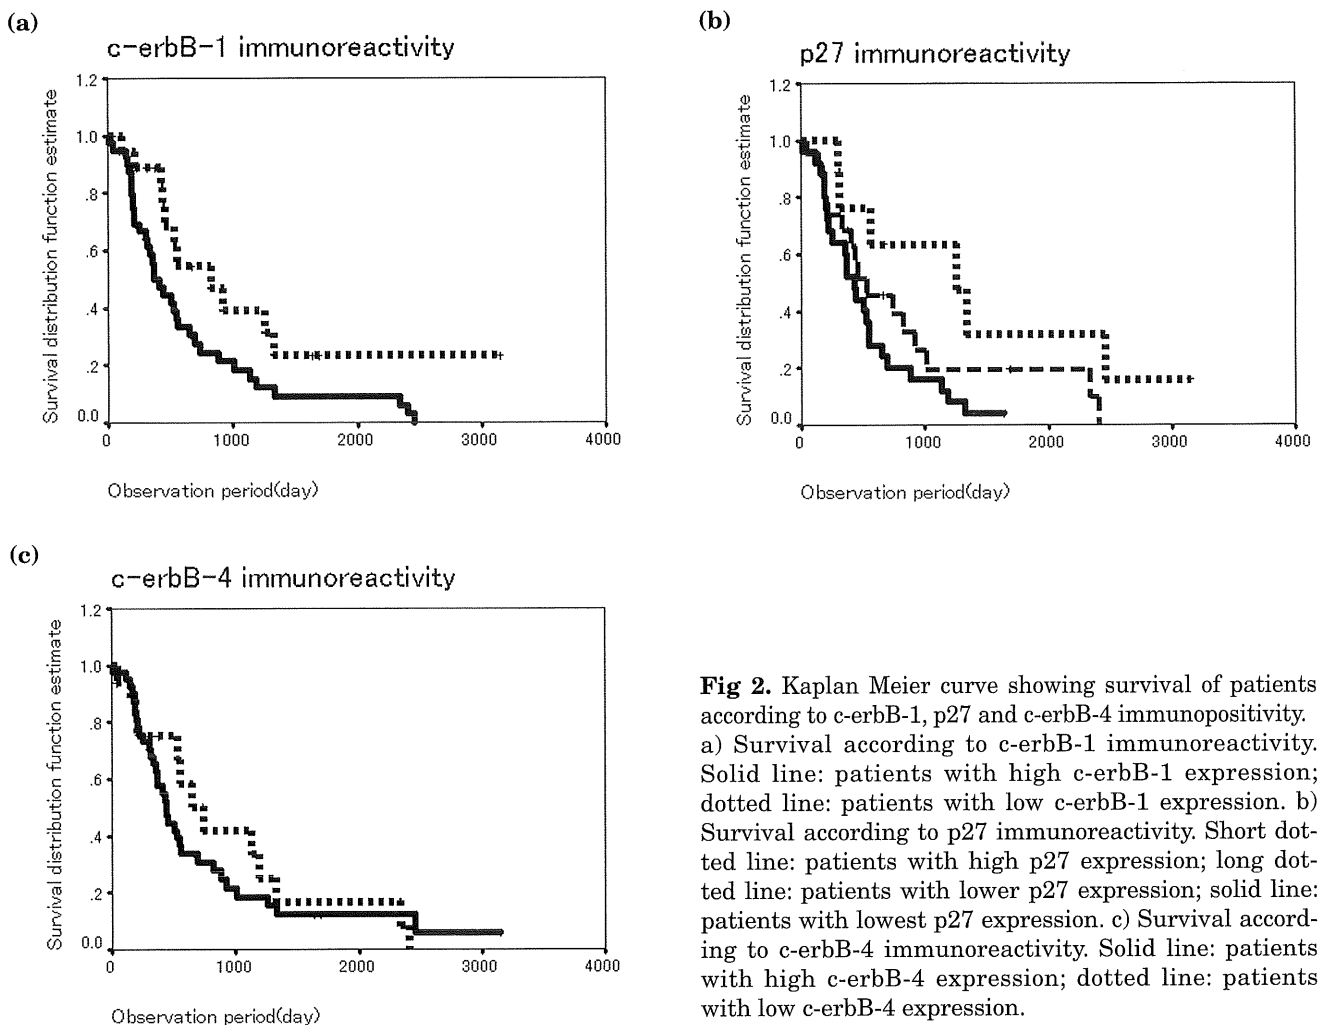 (a)
c-erbB-1 immunoreactivity
Survival distribution function estimate
1.2
1.0
.8
.6
.4
.2
0.0
0 1000 2000 3000 4000
Observation period(day)
(b)
p27 immunoreactivity
Survival distribution function estimate
1.2
1.0
.8
.6
.4
.2
0.0
0 1000 2000 3000 4000
Observation period(day)
(c)
c-erbB-4 immunoreactivity
Survival distribution function estimate
1.2
1.0
.8
.6
.4
.2
0.0
0 1000 2000 3000 4000
Observation period(day)
Fig 2. Kaplan Meier curve showing survival of patients
according to c-erbB-1, p27 and c-erbB-4 immunopositivity.
a) Survival according to c-erbB-1 immunoreactivity.
Solid line: patients with high c-erbB-1 expression;
dotted line: patients with low c-erbB-1 expression. b)
Survival according to p27 immunoreactivity. Short dot-
ted line: patients with high p27 expression; long dot-
ted line: patients with lower p27 expression; solid line:
patients with lowest p27 expression. c) Survival accord-
ing to c-erbB-4 immunoreactivity. Solid line: patients
with high c-erbB-4 expression; dotted line: patients
with low c-erbB-4 expression.